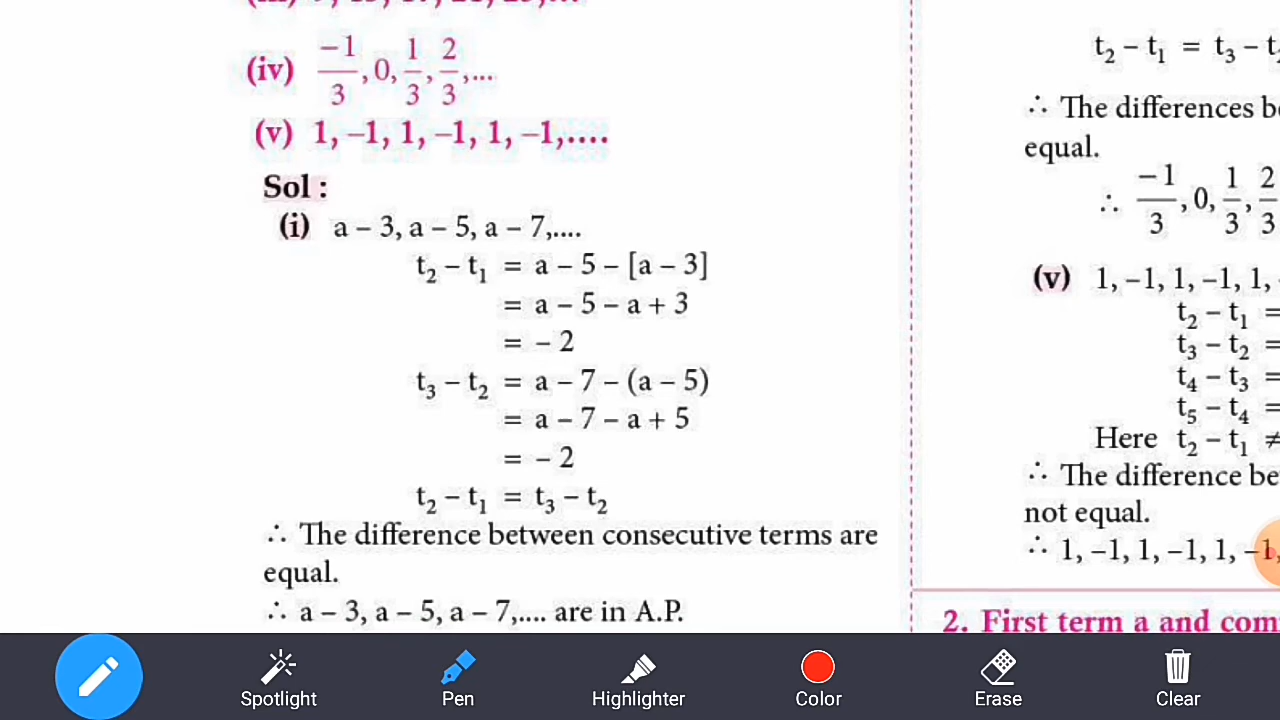 (iv) −1/3, 0, 1/3, 2/3,...
(v) 1, –1, 1, –1, 1, –1,....
Sol :
(i) a – 3, a – 5, a – 7,....
t₂ – t₁ = a – 5 – [a – 3]
= a – 5 – a + 3
= – 2
t₃ – t₂ = a – 7 – (a – 5)
= a – 7 – a + 5
= – 2
t₂ – t₁ = t₃ – t₂
∴ The difference between consecutive terms are
equal.
∴ a – 3, a – 5, a – 7,.... are in A.P.
t₂ – t₁ = t₃ – t
∴ The differences
equal.
∴ −1/3, 0, 1/3, 2/3
(v) 1, –1, 1, –1, 1,
t₂ – t₁ =
t₃ – t₂ =
t₄ – t₃ =
t₅ – t₄ =
Here t₂ – t₁ ≠
∴ The difference
not equal.
∴ 1, –1, 1, –1, 1, –1,
2. First term a and
Spotlight Pen Highlighter Color Erase Clear